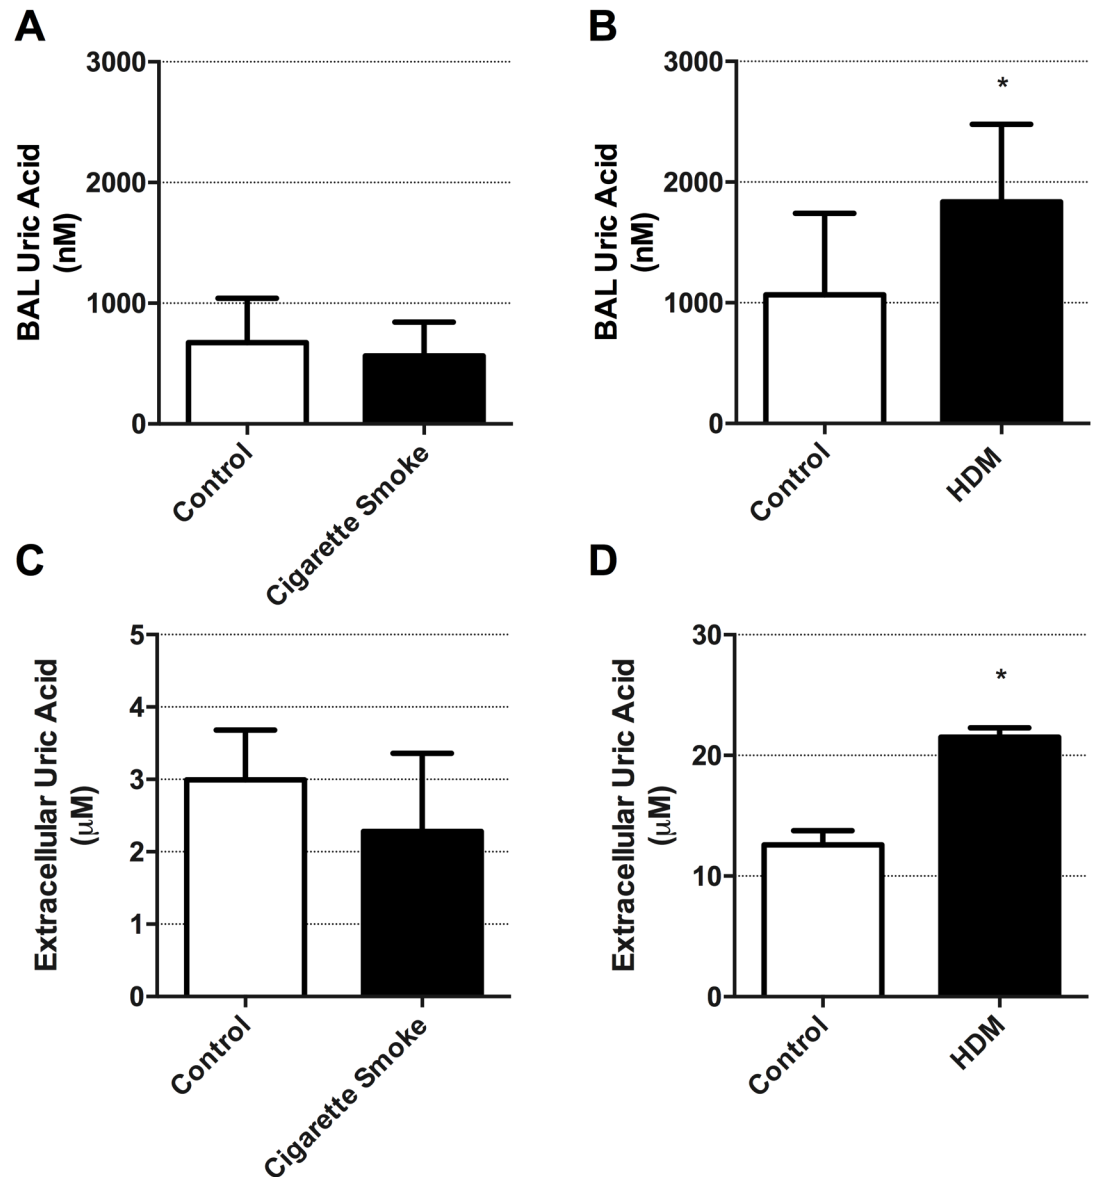 A
3000
2000
1000
0
BAL Uric Acid
(nM)
Control
Cigarette Smoke
B
3000
2000
1000
0
BAL Uric Acid
(nM)
*
Control
HDM
C
5
4
3
2
1
0
Extracellular Uric Acid
(μM)
Control
Cigarette Smoke
D
30
20
10
0
Extracellular Uric Acid
(μM)
*
Control
HDM